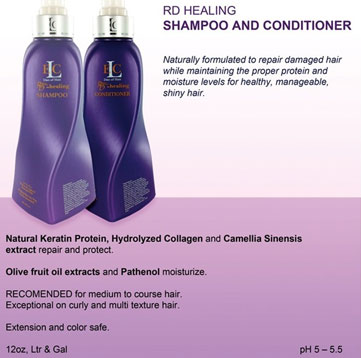 RD HEALING
SHAMPOO AND CONDITIONER
Naturally formulated to repair damaged hair
while maintaining the proper protein and
moisture levels for healthy, manageable,
shiny hair.
SHAMPOO
CONDITIONER
Natural Keratin Protein, Hydrolyzed Collagen and Camellia Sinensis
extract repair and protect.
Olive fruit oil extracts and Pathenol moisturize.
RECOMENDED for medium to course hair.
Exceptional on curly and multi texture hair.
Extension and color safe.
12oz, Ltr & Gal
pH 5 – 5.5